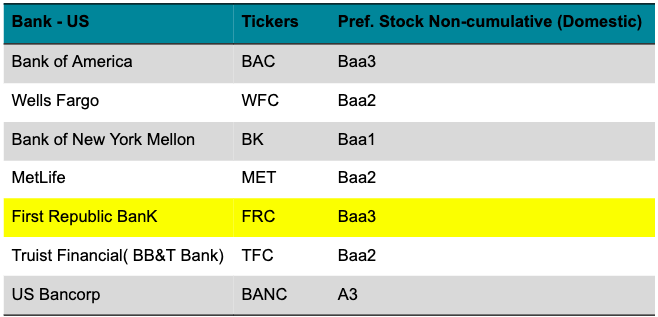 Bank - US Tickers Pref. Stock Non-cumulative (Domestic)
Bank of America BAC Baa3
Wells Fargo WFC Baa2
Bank of New York Mellon BK Baa1
MetLife MET Baa2
First Republic BanK FRC Baa3
Truist Financial( BB&T Bank) TFC Baa2
US Bancorp BANC A3